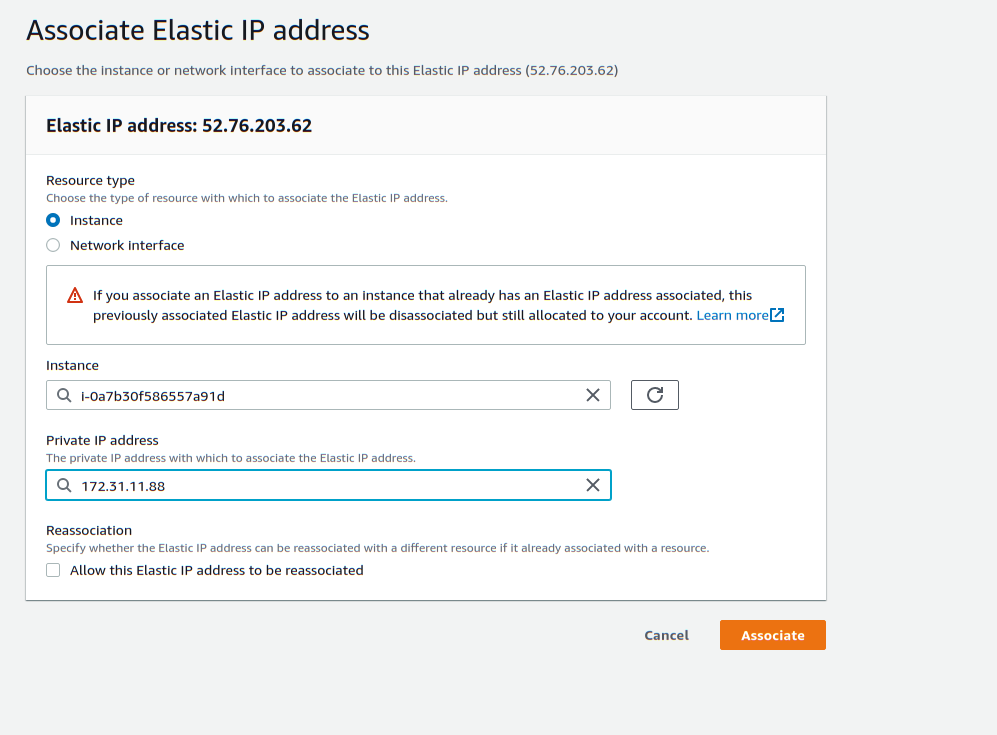 Associate Elastic IP address
Choose the instance or network interface to associate to this Elastic IP address (52.76.203.62)
Elastic IP address: 52.76.203.62
Resource type
Choose the type of resource with which to associate the Elastic IP address.
Instance
Network interface
If you associate an Elastic IP address to an instance that already has an Elastic IP address associated, this
previously associated Elastic IP address will be disassociated but still allocated to your account. Learn more
Instance
i-0a7b30f586557a91d
Private IP address
The private IP address with which to associate the Elastic IP address.
172.31.11.88
Reassociation
Specify whether the Elastic IP address can be reassociated with a different resource if it already associated with a resource.
Allow this Elastic IP address to be reassociated
Cancel
Associate